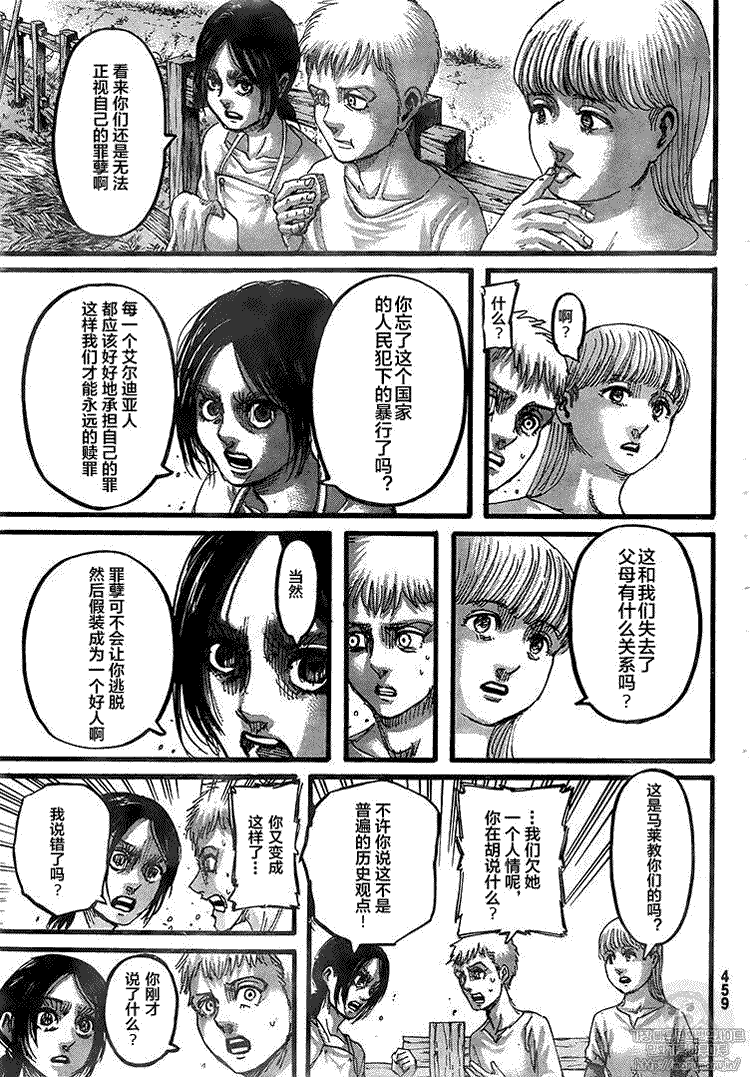 看来你们还是无法
正视自己的罪孽啊
啊？
什么？
你忘了这个国家
的人民犯下的暴行了吗？
每一个艾尔迪亚人
都应该好好地承担自己的罪
这样我们才能永远的赎罪
这和我们失去了
父母有什么关系吗？
当然
罪孽可不会让你逃脱
然后假装成为一个好人啊
这是马莱教你们的吗？
…我们欠她
一个人情呢，
你在胡说什么？
不许你说这不是
普遍的历史观点！
你又变成
这样了…
我说错了吗？
你刚才
说了什么？
459